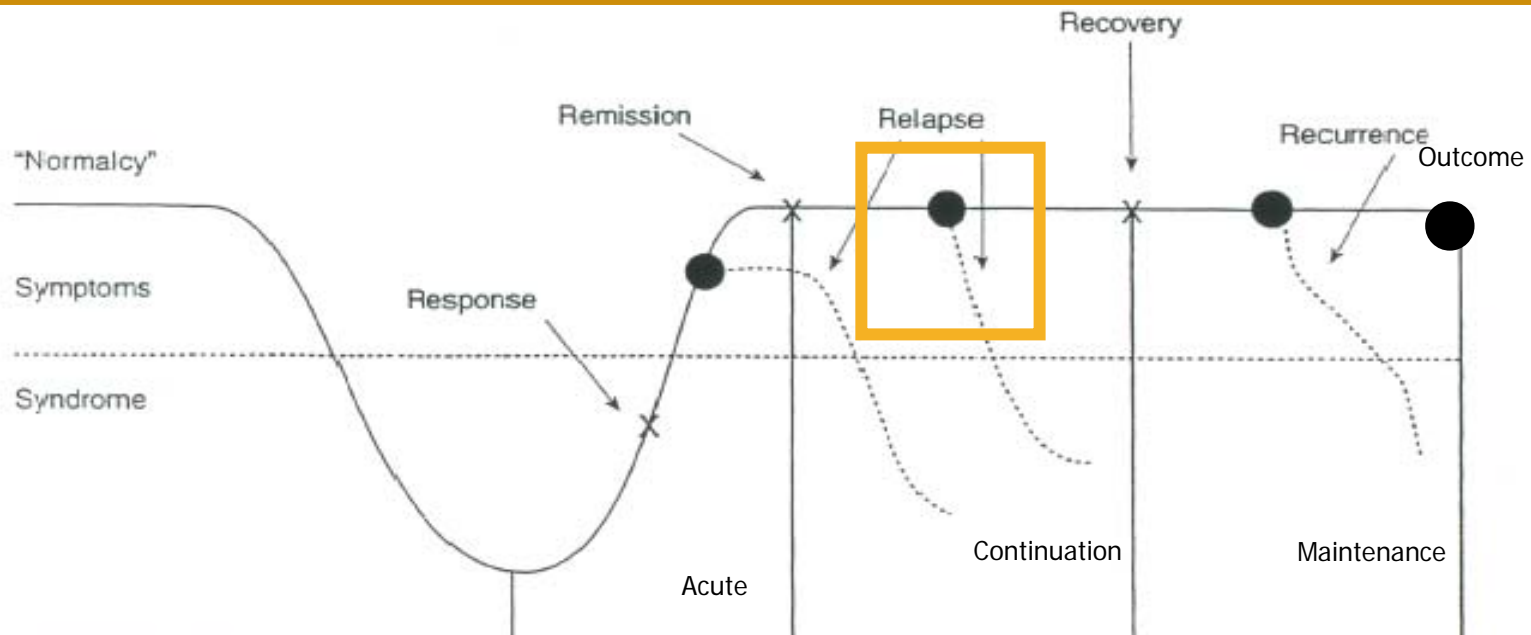 Recovery
Remission
Relapse
Recurrence
"Normalcy"
Outcome
Symptoms
Response
Syndrome
Continuation
Maintenance
Acute